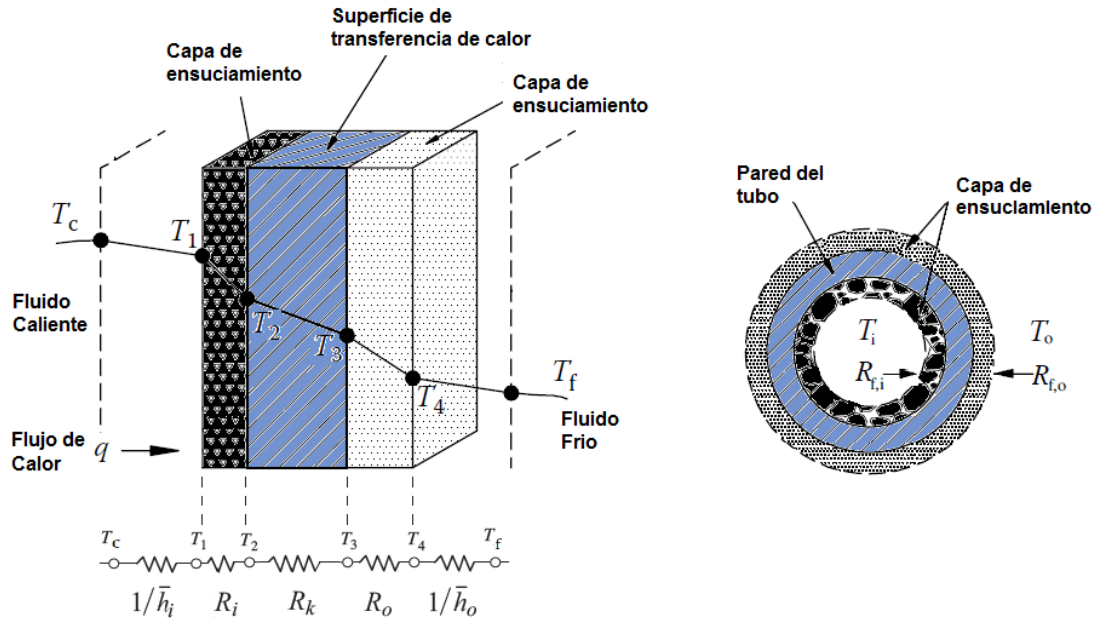 Superficie de
transferencia de calor
Capa de
ensuciamiento
Capa de
ensuciamiento
T_c
T_1
Fluido
Caliente
T_2
T_3
T_4
T_f
Fluido
Frio
Flujo de
Calor
q
T_c T_1 T_2 T_3 T_4 T_f
1/h̄_i R_i R_k R_o 1/h̄_o
Pared del
tubo
Capa de
ensuciamiento
T_i
T_o
R_f,i
R_f,o